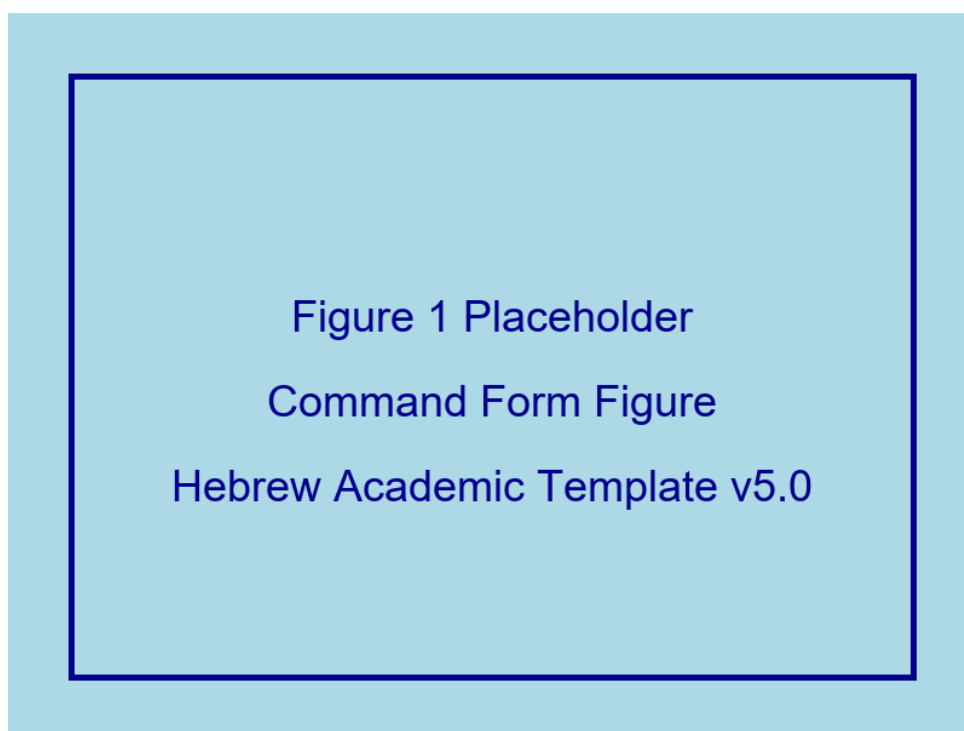 Figure 1 Placeholder
Command Form Figure
Hebrew Academic Template v5.0